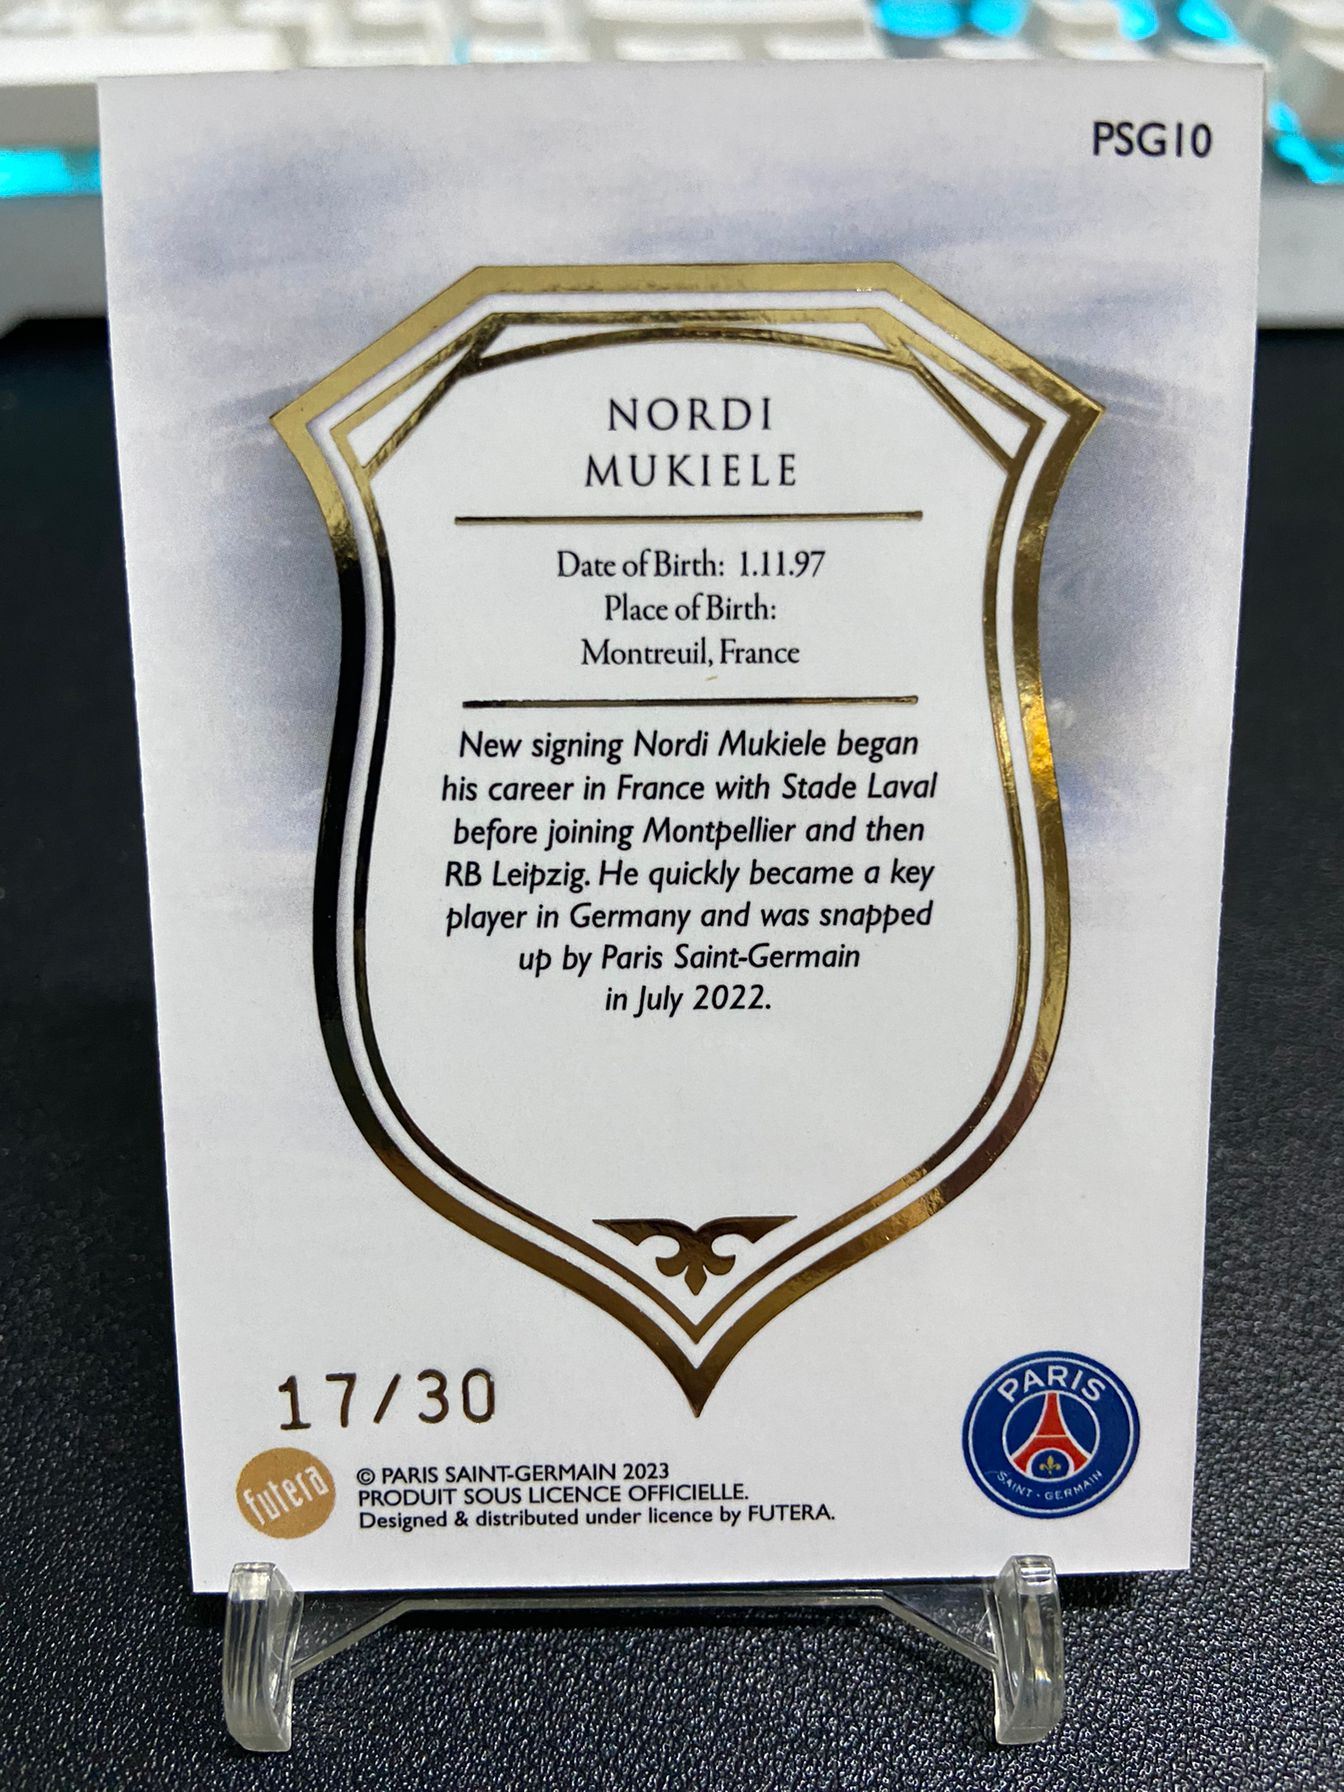 PSG10
NORDI
MUKIELE
Date of Birth: 1.11.97
Place of Birth:
Montreuil, France
New signing Nordi Mukiele began
his career in France with Stade Laval
before joining Montpellier and then
RB Leipzig. He quickly became a key
player in Germany and was snapped
up by Paris Saint-Germain
in July 2022.
17/30
futera
© PARIS SAINT-GERMAIN 2023
PRODUIT SOUS LICENCE OFFICIELLE.
Designed & distributed under licence by FUTERA.
PARIS
SAINT-GERMAIN